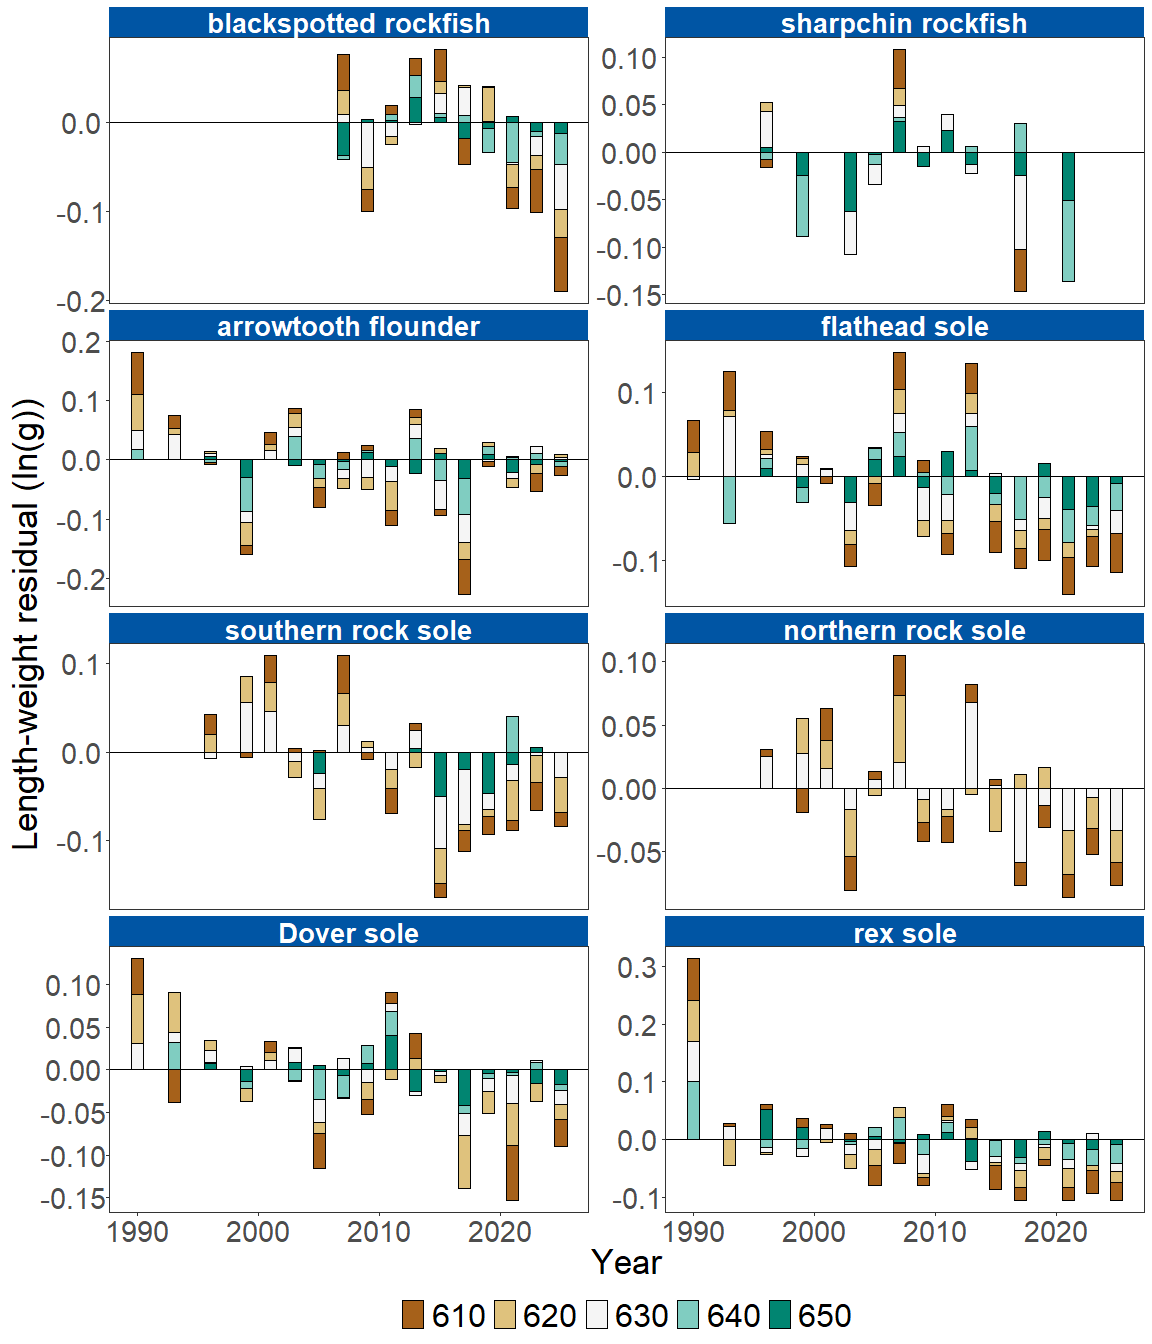 blackspotted rockfish
sharpchin rockfish
0.0
-0.1
-0.2
0.10
0.05
0.00
-0.05
-0.10
-0.15
arrowtooth flounder
flathead sole
0.2
0.1
0.0
-0.1
-0.2
0.1
0.0
-0.1
southern rock sole
northern rock sole
0.1
0.0
-0.1
0.10
0.05
0.00
-0.05
Dover sole
rex sole
0.10
0.05
0.00
-0.05
-0.10
-0.15
0.3
0.2
0.1
0.0
-0.1
1990 2000 2010 2020
1990 2000 2010 2020
Length-weight residual (ln(g))
Year
610 620 630 640 650